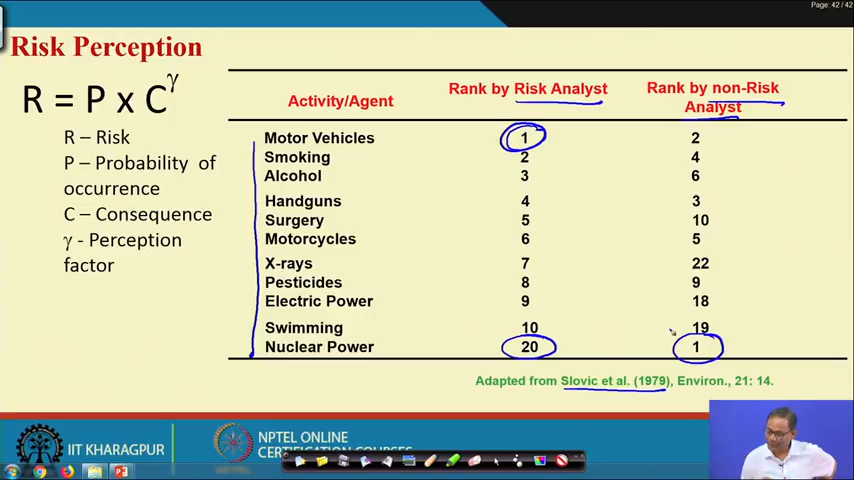 Page: 42 / 42
Risk Perception
R = P x C^γ
R – Risk
P – Probability of
occurrence
C – Consequence
γ - Perception
factor
Activity/Agent Rank by Risk Analyst Rank by non-Risk
Analyst
Motor Vehicles 1 2
Smoking 2 4
Alcohol 3 6
Handguns 4 3
Surgery 5 10
Motorcycles 6 5
X-rays 7 22
Pesticides 8 9
Electric Power 9 18
Swimming 10 19
Nuclear Power 20 1
Adapted from Slovic et al. (1979), Environ., 21: 14.
IIT KHARAGPUR
NPTEL ONLINE
CERTIFICATION COURSES